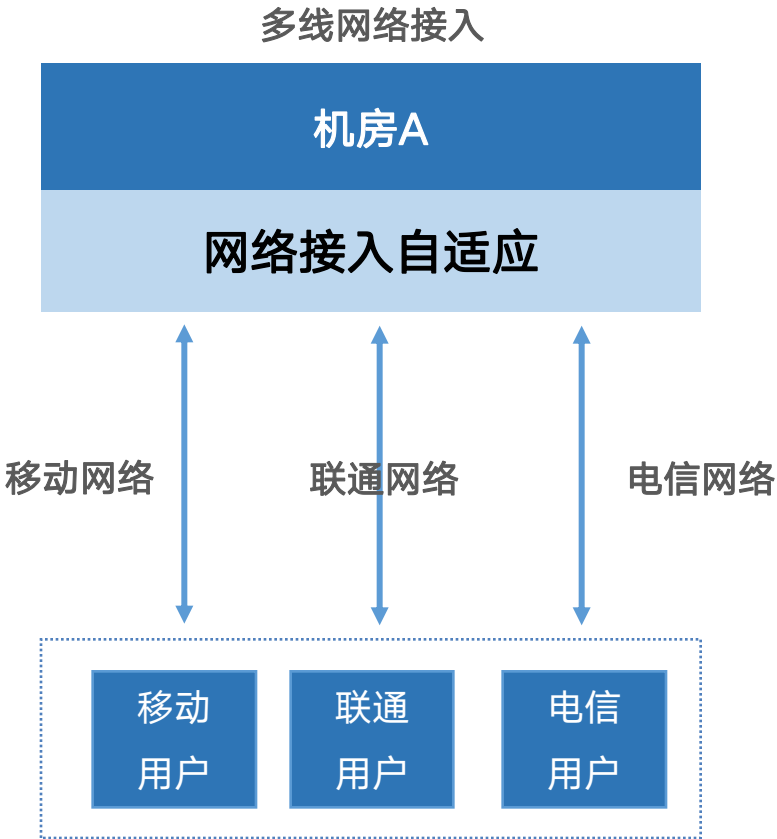 多线网络接入
机房A
网络接入自适应
移动网络
联通网络
电信网络
移动
用户
联通
用户
电信
用户